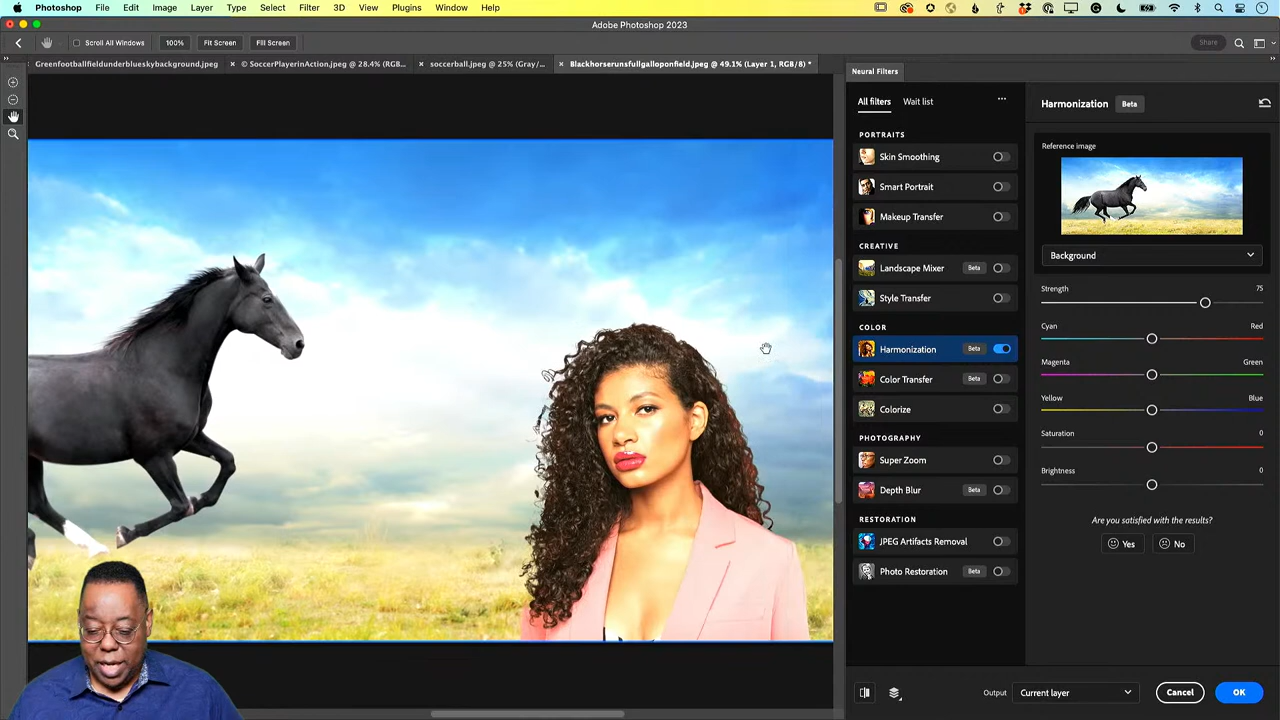 Photoshop File Edit Image Layer Type Select Filter 3D View Plugins Window Help
Adobe Photoshop 2023
Scroll All Windows 100% Fit Screen Fill Screen Share
Greenfootballfieldunderblueskybackground.jpeg × © SoccerPlayerinAction.jpeg @ 28.4% (RGB... × soccerball.jpeg @ 25% (Gray/... × Blackhorserunsfullgalloponfield.jpeg @ 49.1% (Layer 1, RGB/8) *
Neural Filters
All filters Wait list ...
PORTRAITS
Skin Smoothing
Smart Portrait
Makeup Transfer
CREATIVE
Landscape Mixer Beta
Style Transfer
COLOR
Harmonization Beta
Color Transfer Beta
Colorize
PHOTOGRAPHY
Super Zoom
Depth Blur Beta
RESTORATION
JPEG Artifacts Removal
Photo Restoration Beta
Harmonization Beta
Reference image
Background
Strength 75
Cyan Red
Magenta Green
Yellow Blue
Saturation 0
Brightness 0
Are you satisfied with the results?
Yes No
Output Current layer Cancel OK